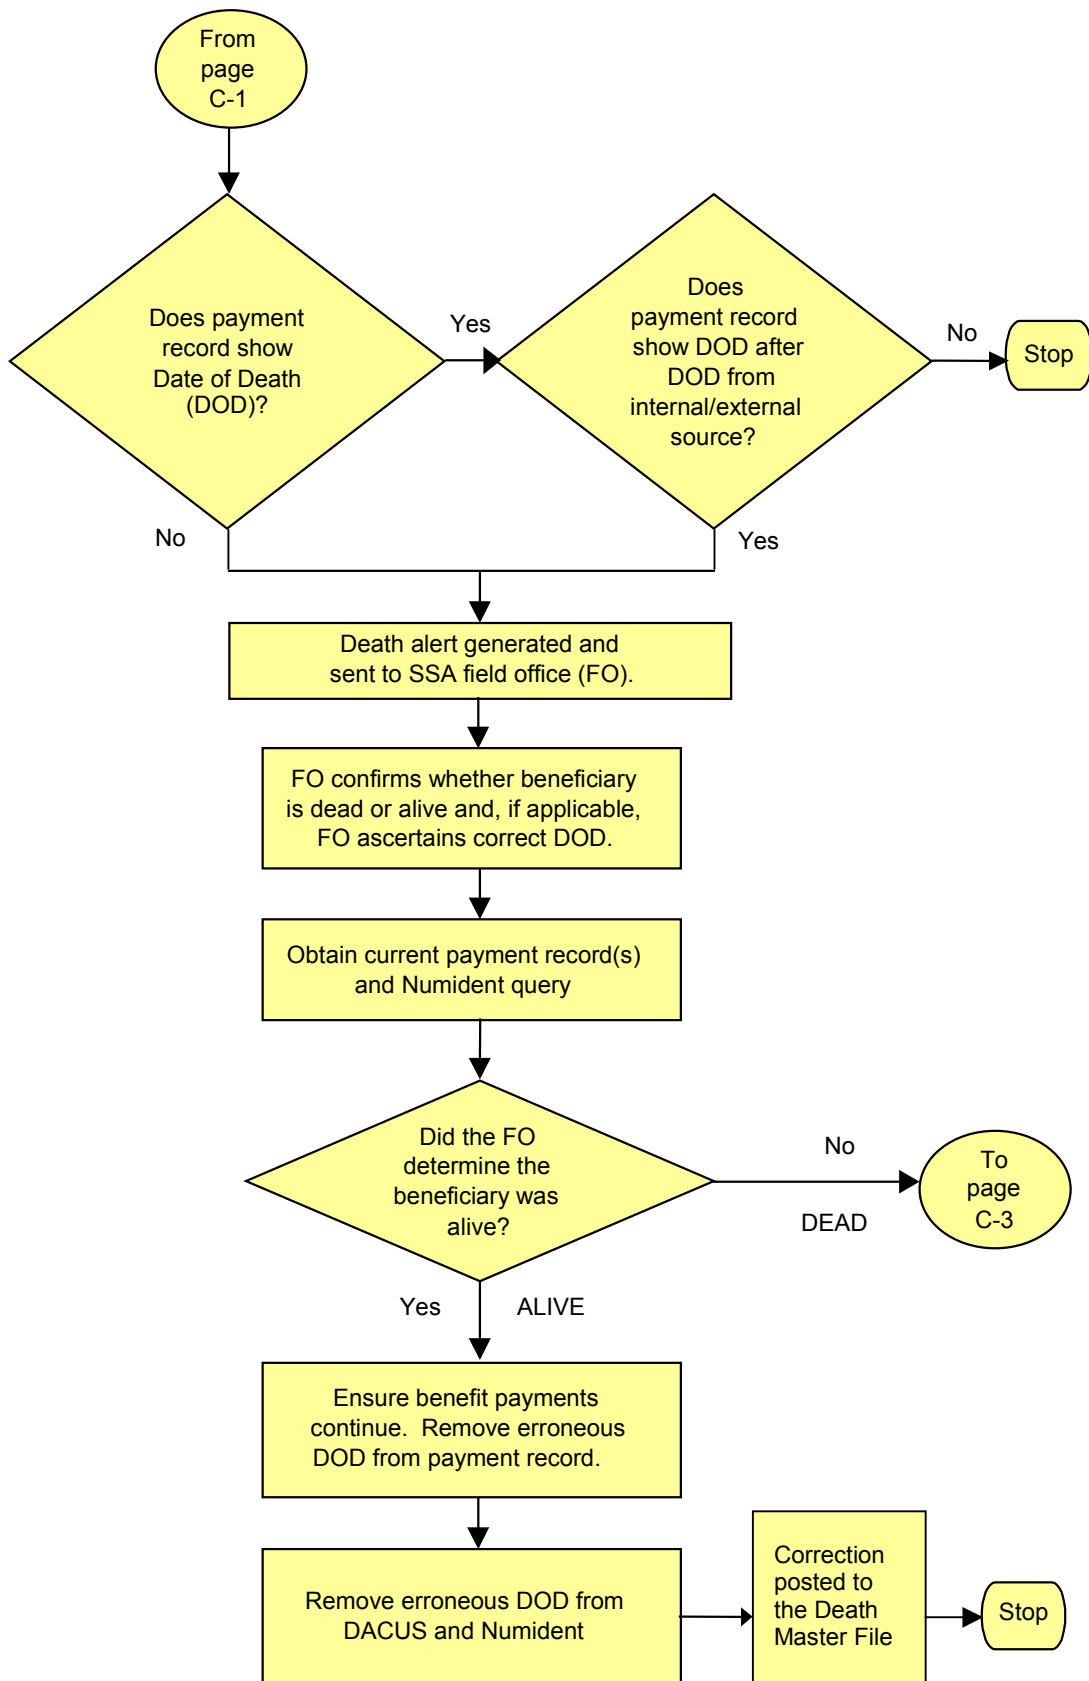 From
page
C-1
Does payment
record show
Date of Death
(DOD)?
Yes
Does
payment record
show DOD after
DOD from
internal/external
source?
No
Stop
No
Yes
Death alert generated and
sent to SSA field office (FO).
FO confirms whether beneficiary
is dead or alive and, if applicable,
FO ascertains correct DOD.
Obtain current payment record(s)
and Numident query
Did the FO
determine the
beneficiary was
alive?
No
DEAD
To
page
C-3
Yes ALIVE
Ensure benefit payments
continue. Remove erroneous
DOD from payment record.
Remove erroneous DOD from
DACUS and Numident
Correction
posted to
the Death
Master File
Stop